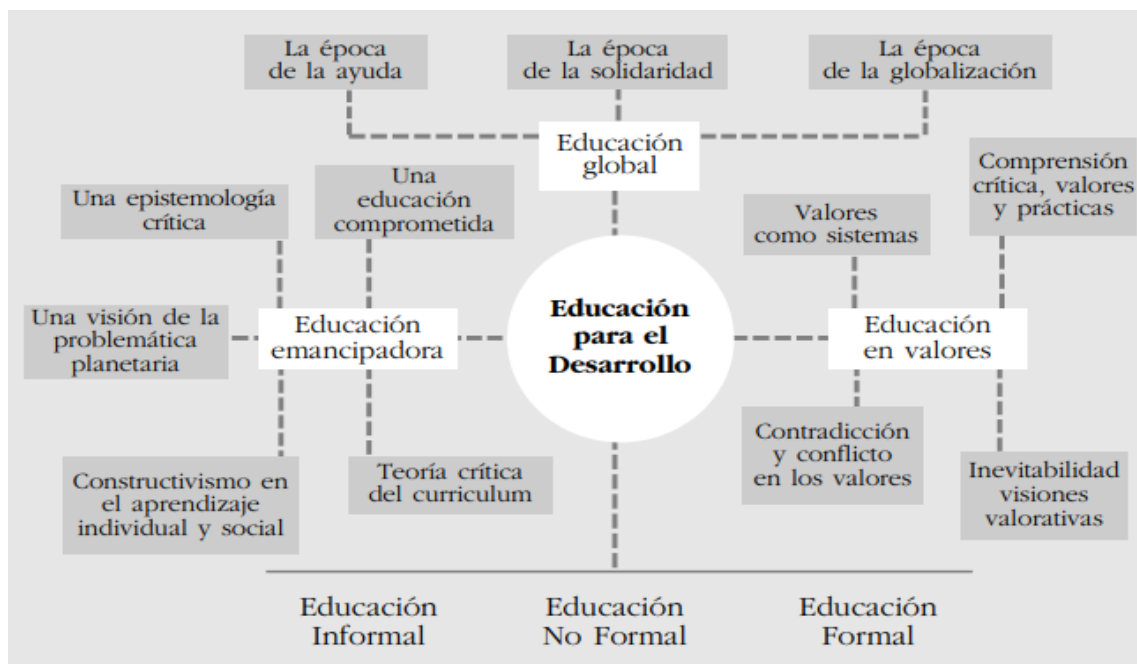 La época
de la ayuda
La época
de la solidaridad
La época
de la globalización
Educación
global
Una epistemología
crítica
Una
educación
comprometida
Valores
como sistemas
Comprensión
crítica, valores
y prácticas
Una visión de la
problemática
planetaria
Educación
emancipadora
Educación
para el
Desarrollo
Educación
en valores
Constructivismo en
el aprendizaje
individual y social
Teoría crítica
del curriculum
Contradicción
y conflicto
en los valores
Inevitabilidad
visiones
valorativas
Educación
Informal
Educación
No Formal
Educación
Formal